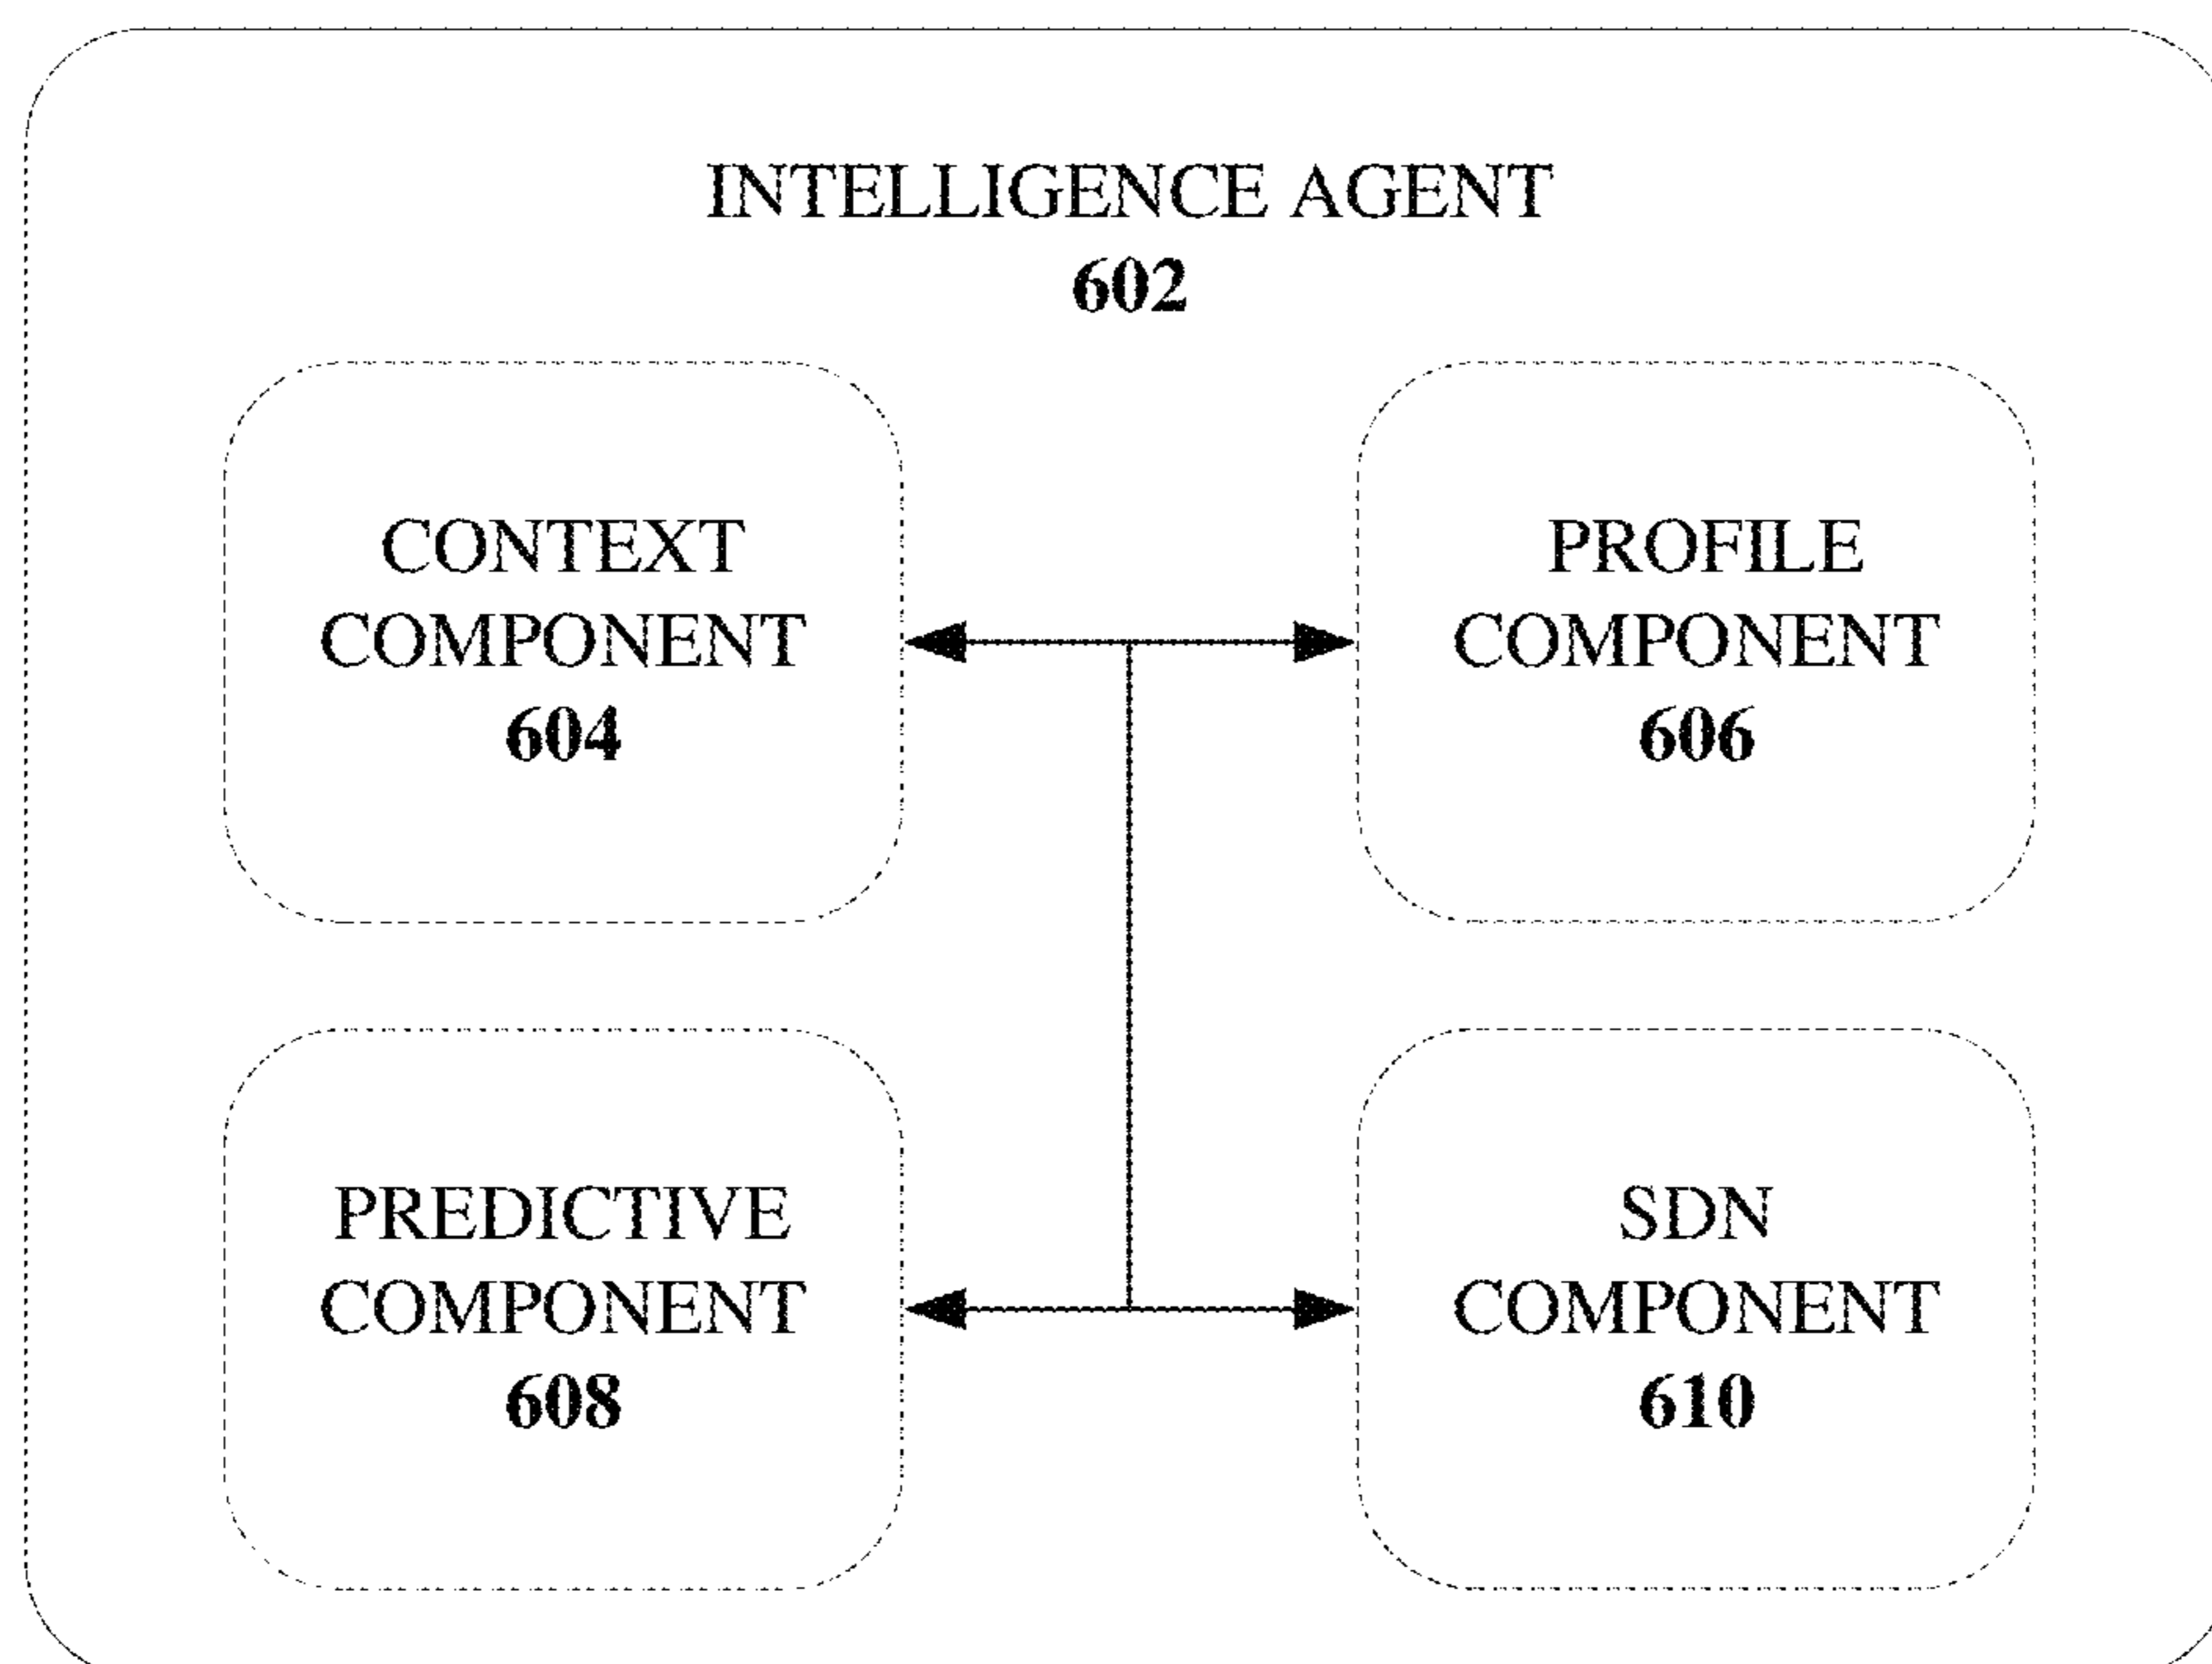 INTELLIGENCE AGENT
602
CONTEXT
COMPONENT
604
PROFILE
COMPONENT
606
PREDICTIVE
COMPONENT
608
SDN
COMPONENT
610